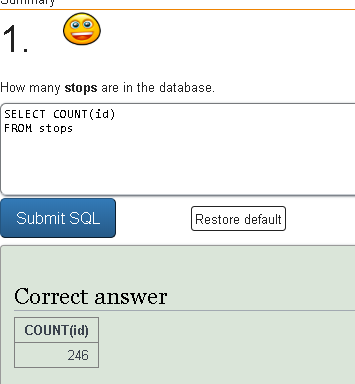 Summary
1.
How many stops are in the database.
SELECT COUNT(id)
FROM stops
Submit SQL
Restore default
Correct answer
COUNT(id)
246